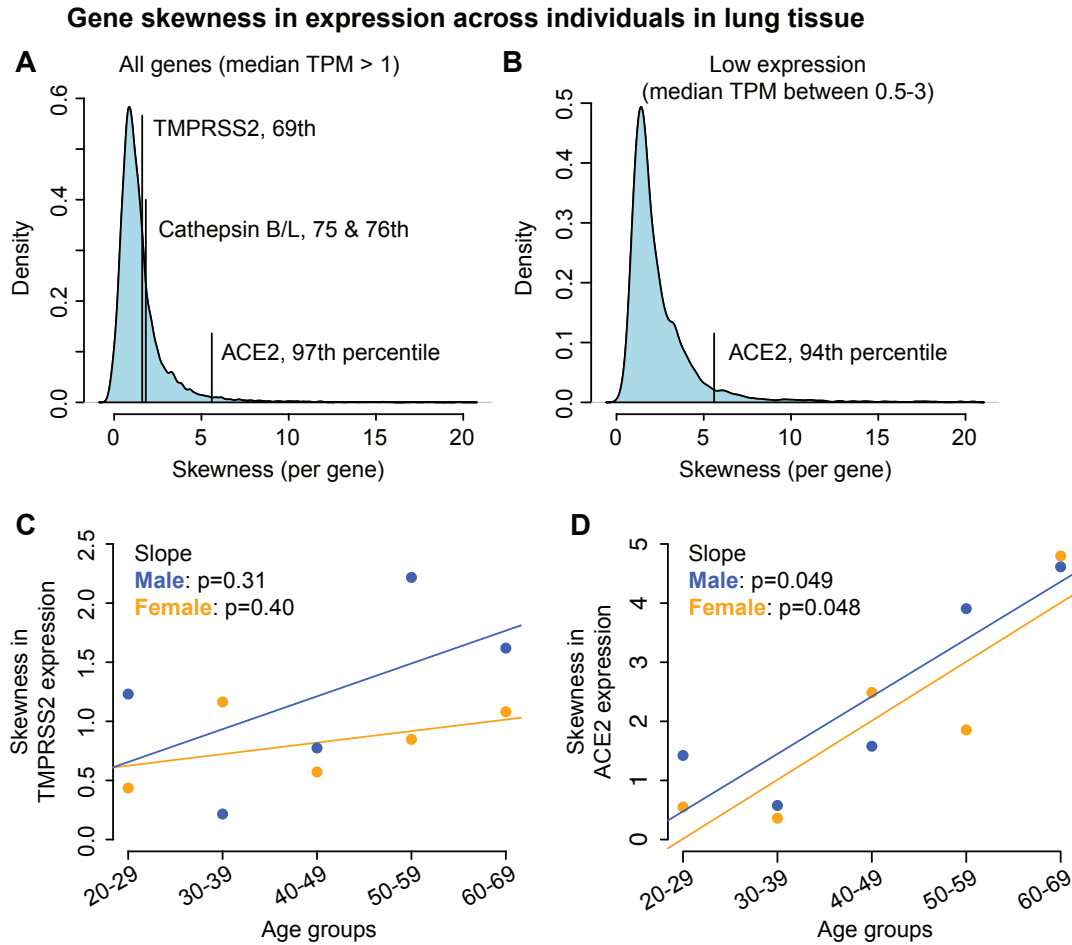 Gene skewness in expression across individuals in lung tissue
A
All genes (median TPM > 1)
Density
0.0
0.2
0.4
0.6
TMPRSS2, 69th
Cathepsin B/L, 75 & 76th
ACE2, 97th percentile
0
5
10
15
20
Skewness (per gene)
B
Low expression
(median TPM between 0.5-3)
Density
0.0
0.1
0.2
0.3
0.4
0.5
ACE2, 94th percentile
0
5
10
15
20
Skewness (per gene)
C
Skewness in
TMPRSS2 expression
0.0
0.5
1.0
1.5
2.0
2.5
Slope
Male: p=0.31
Female: p=0.40
20-29
30-39
40-49
50-59
60-69
Age groups
D
Skewness in
ACE2 expression
0
1
2
3
4
5
Slope
Male: p=0.049
Female: p=0.048
20-29
30-39
40-49
50-59
60-69
Age groups